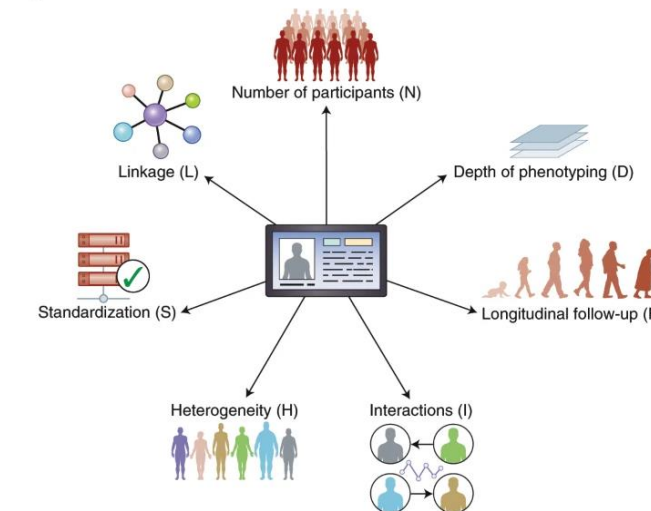 Number of participants (N)
Linkage (L)
Depth of phenotyping (D)
Standardization (S)
Longitudinal follow-up (
Heterogeneity (H)
Interactions (I)